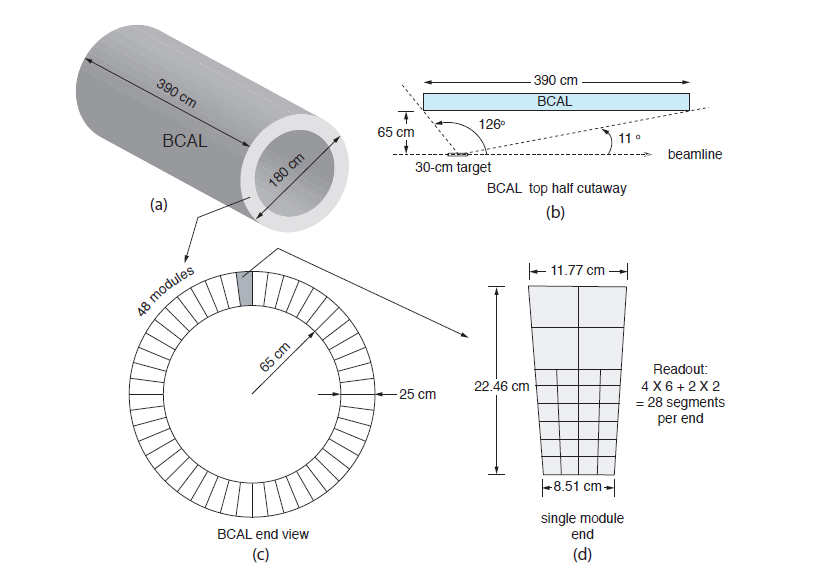 390 cm
BCAL
180 cm
(a)
390 cm
BCAL
65 cm
126º
11 º
30-cm target
beamline
BCAL top half cutaway
(b)
48 modules
65 cm
25 cm
BCAL end view
(c)
11.77 cm
22.46 cm
Readout:
4 X 6 + 2 X 2
= 28 segments
per end
8.51 cm
single module
end
(d)